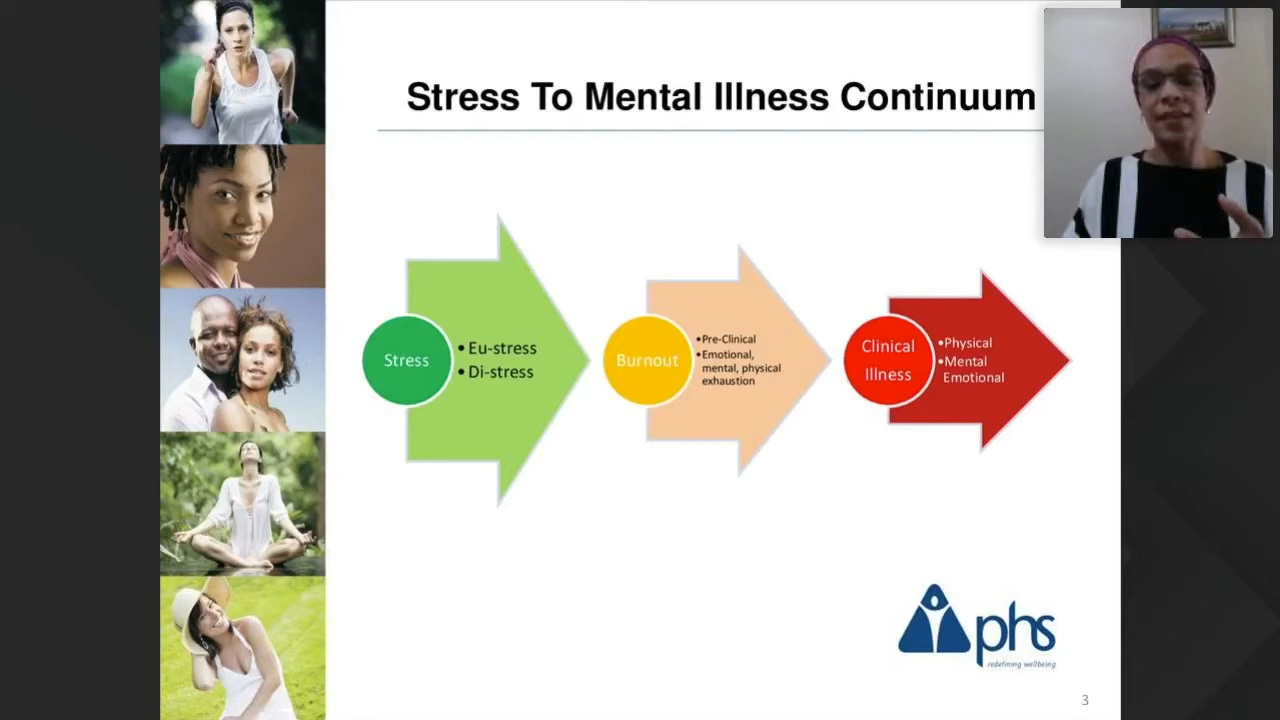 Stress To Mental Illness Continuum
Stress
• Eu-stress
• Di-stress
Burnout
•Pre-Clinical
•Emotional,
mental, physical
exhaustion
Clinical
Illness
•Physical
•Mental
Emotional
phs
redefining wellbeing
3